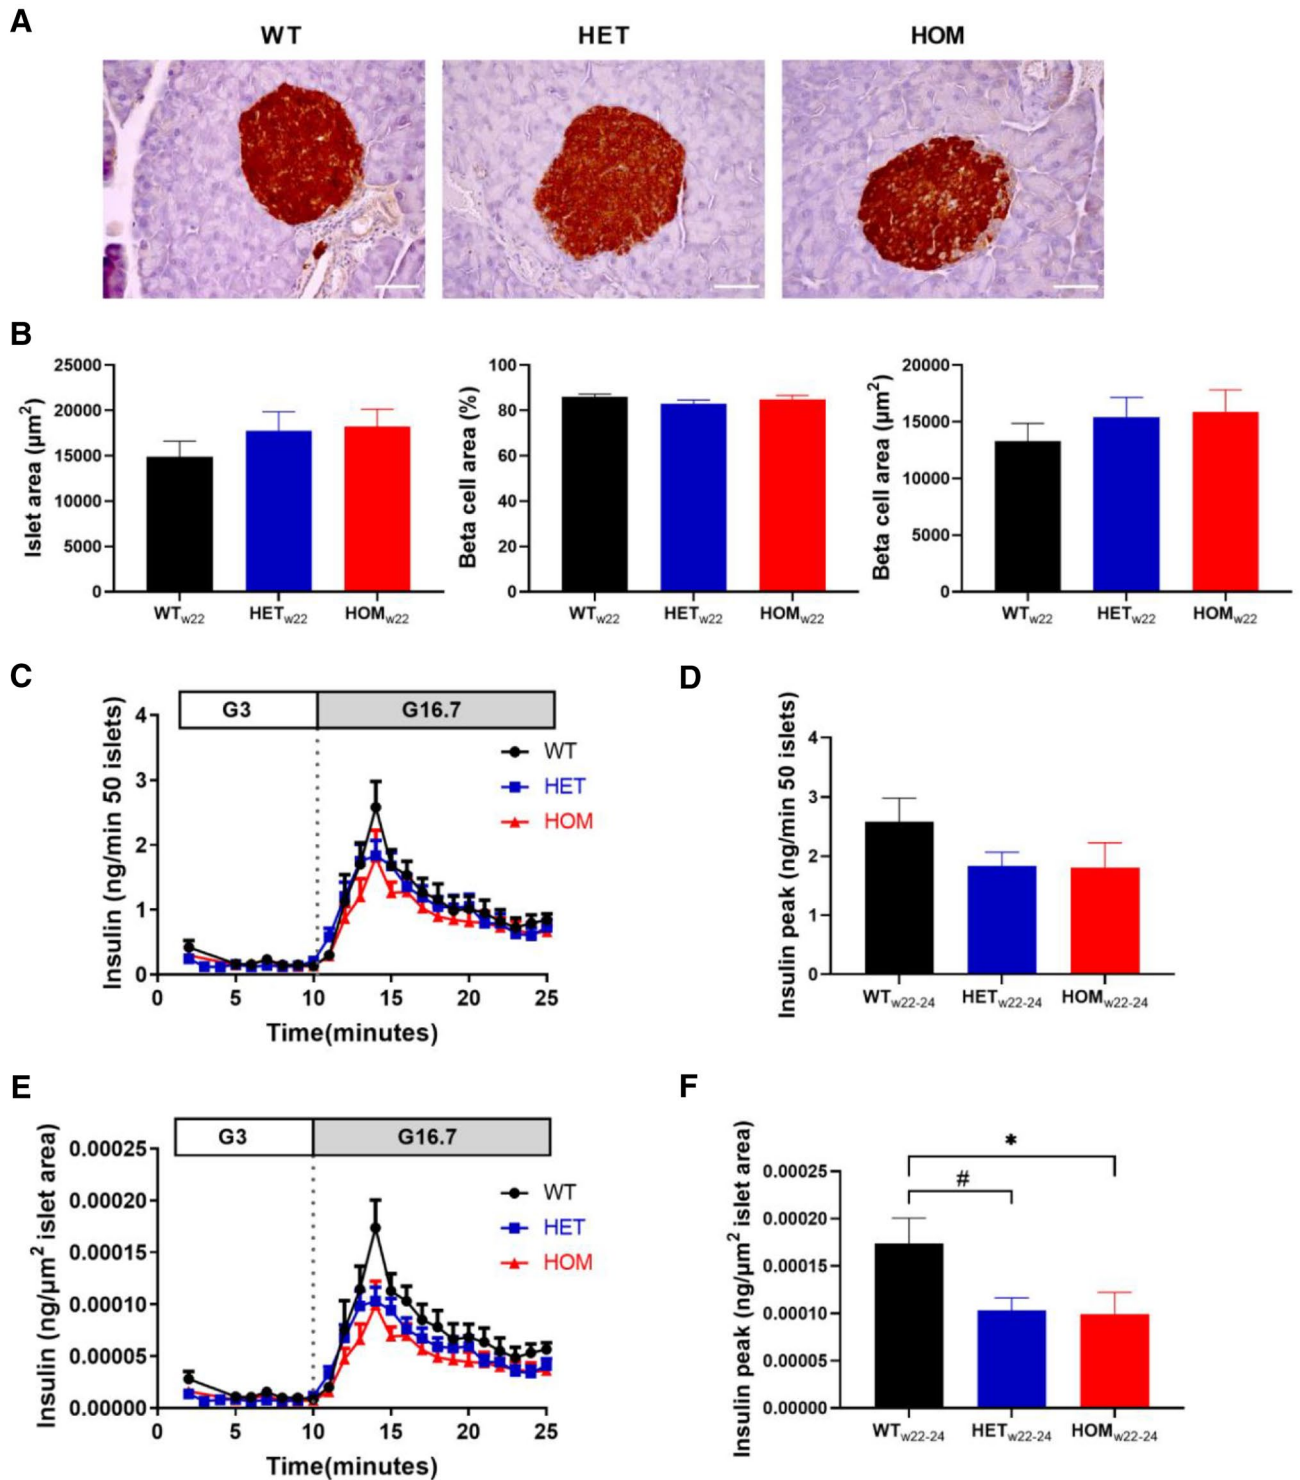 A
WT
HET
HOM
B
Islet area (µm²)
25000
20000
15000
10000
5000
0
WTw22
HETw22
HOMw22
Beta cell area (%)
100
80
60
40
20
0
WTw22
HETw22
HOMw22
Beta cell area (µm²)
20000
15000
10000
5000
0
WTw22
HETw22
HOMw22
C
G3
G16.7
Insulin (ng/min 50 islets)
4
3
2
1
0
WT
HET
HOM
0
5
10
15
20
25
Time(minutes)
D
Insulin peak (ng/min 50 islets)
4
3
2
1
0
WTw22-24
HETw22-24
HOMw22-24
E
G3
G16.7
Insulin (ng/µm² islet area)
0.00025
0.00020
0.00015
0.00010
0.00005
0.00000
WT
HET
HOM
0
5
10
15
20
25
Time(minutes)
F
Insulin peak (ng/µm² islet area)
*
#
0.00025
0.00020
0.00015
0.00010
0.00005
0.00000
WTw22-24
HETw22-24
HOMw22-24